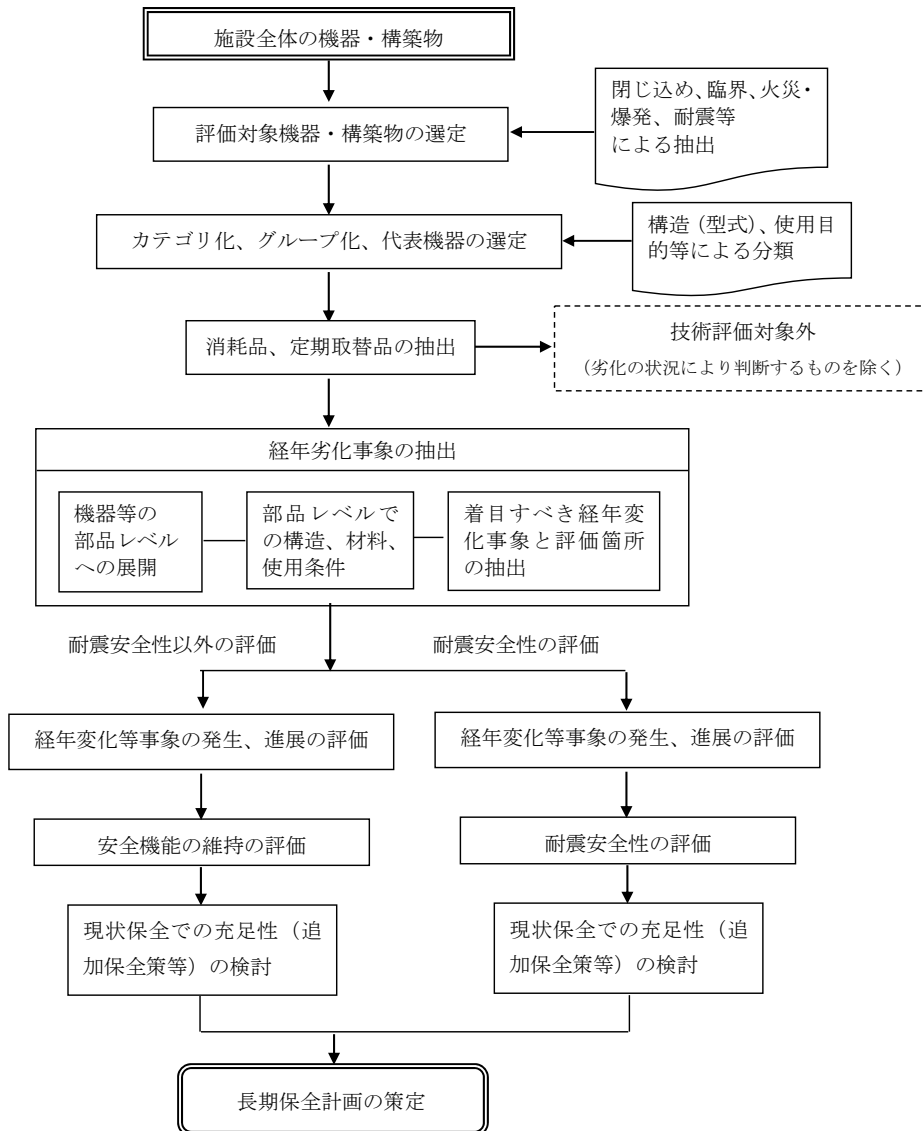 施設全体の機器・構築物
閉じ込め、臨界、火災・
爆発、耐震等
による抽出
評価対象機器・構築物の選定
構造（型式）、使用目
的等による分類
カテゴリ化、グループ化、代表機器の選定
技術評価対象外
（劣化の状況により判断するものを除く）
消耗品、定期取替品の抽出
経年劣化事象の抽出
機器等の
部品レベル
への展開
部品レベルで
の構造、材料、
使用条件
着目すべき経年変
化事象と評価箇所
の抽出
耐震安全性以外の評価
耐震安全性の評価
経年変化等事象の発生、進展の評価
経年変化等事象の発生、進展の評価
安全機能の維持の評価
耐震安全性の評価
現状保全での充足性（追
加保全策等）の検討
現状保全での充足性（追
加保全策等）の検討
長期保全計画の策定